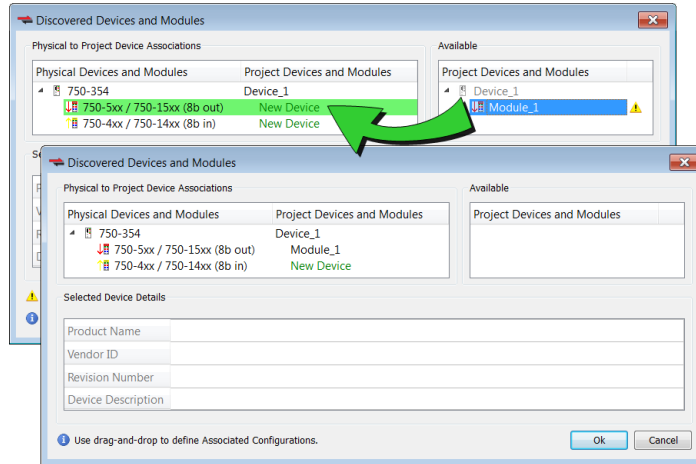 Discovered Devices and Modules
Physical to Project Device Associations
Available
Physical Devices and Modules Project Devices and Modules
Project Devices and Modules
750-354 Device_1
Device_1
750-5xx / 750-15xx (8b out) New Device
Module_1
750-4xx / 750-14xx (8b in) New Device
Discovered Devices and Modules
Physical to Project Device Associations
Available
Physical Devices and Modules Project Devices and Modules
Project Devices and Modules
750-354 Device_1
750-5xx / 750-15xx (8b out) Module_1
750-4xx / 750-14xx (8b in) New Device
Selected Device Details
Product Name
Vendor ID
Revision Number
Device Description
Use drag-and-drop to define Associated Configurations.
Ok Cancel